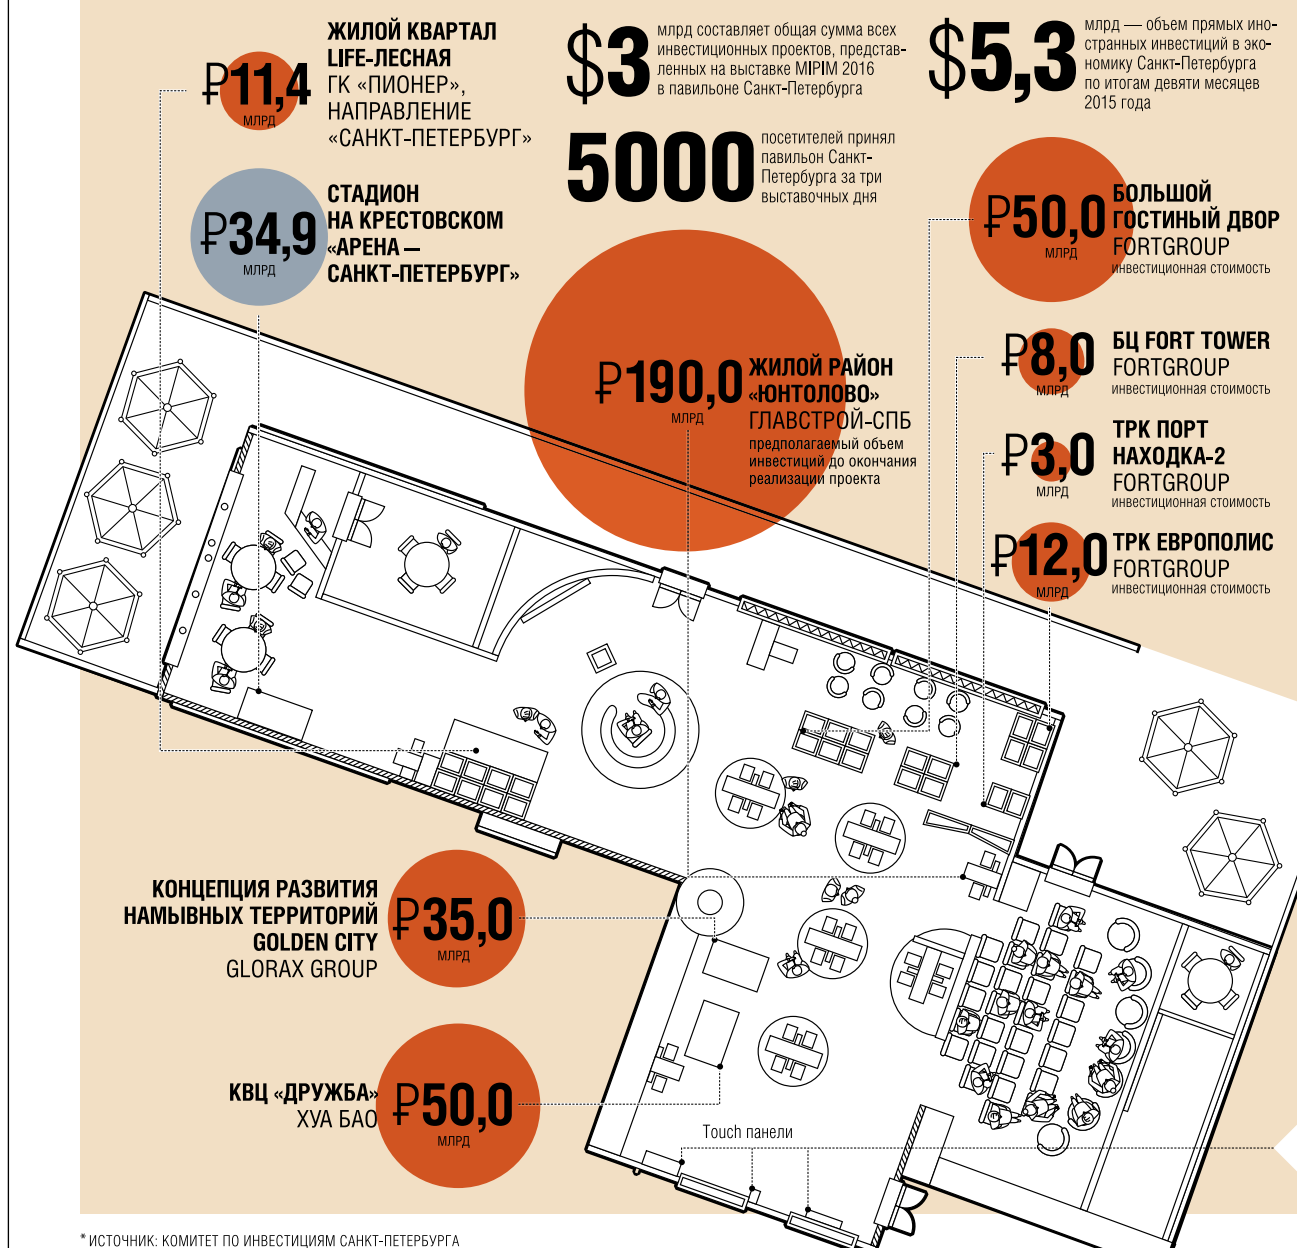 ₽11,4
МЛРД
ЖИЛОЙ КВАРТАЛ
LIFE-ЛЕСНАЯ
ГК «ПИОНЕР»,
НАПРАВЛЕНИЕ
«САНКТ-ПЕТЕРБУРГ»
$3
млрд составляет общая сумма всех
инвестиционных проектов, представ-
ленных на выставке MIPIM 2016
в павильоне Санкт-Петербурга
$5,3
млрд — объем прямых ино-
странных инвестиций в эко-
номику Санкт-Петербурга
по итогам девяти месяцев
2015 года
5000
посетителей принял
павильон Санкт-
Петербурга за три
выставочных дня
₽34,9
МЛРД
СТАДИОН
НА КРЕСТОВСКОМ
«АРЕНА —
САНКТ-ПЕТЕРБУРГ»
₽50,0
МЛРД
БОЛЬШОЙ
ГОСТИНЫЙ ДВОР
FORTGROUP
инвестиционная стоимость
₽190,0
МЛРД
ЖИЛОЙ РАЙОН
«ЮНТОЛОВО»
ГЛАВСТРОЙ-СПБ
предполагаемый объем
инвестиций до окончания
реализации проекта
₽8,0
МЛРД
БЦ FORT TOWER
FORTGROUP
инвестиционная стоимость
₽3,0
МЛРД
ТРК ПОРТ
НАХОДКА-2
FORTGROUP
инвестиционная стоимость
₽12,0
МЛРД
ТРК ЕВРОПОЛИС
FORTGROUP
инвестиционная стоимость
КОНЦЕПЦИЯ РАЗВИТИЯ
НАМЫВНЫХ ТЕРРИТОРИЙ
GOLDEN CITY
GLORAX GROUP
₽35,0
МЛРД
КВЦ «ДРУЖБА»
ХУА БАО
₽50,0
МЛРД
Touch панели
* ИСТОЧНИК: КОМИТЕТ ПО ИНВЕСТИЦИЯМ САНКТ-ПЕТЕРБУРГА